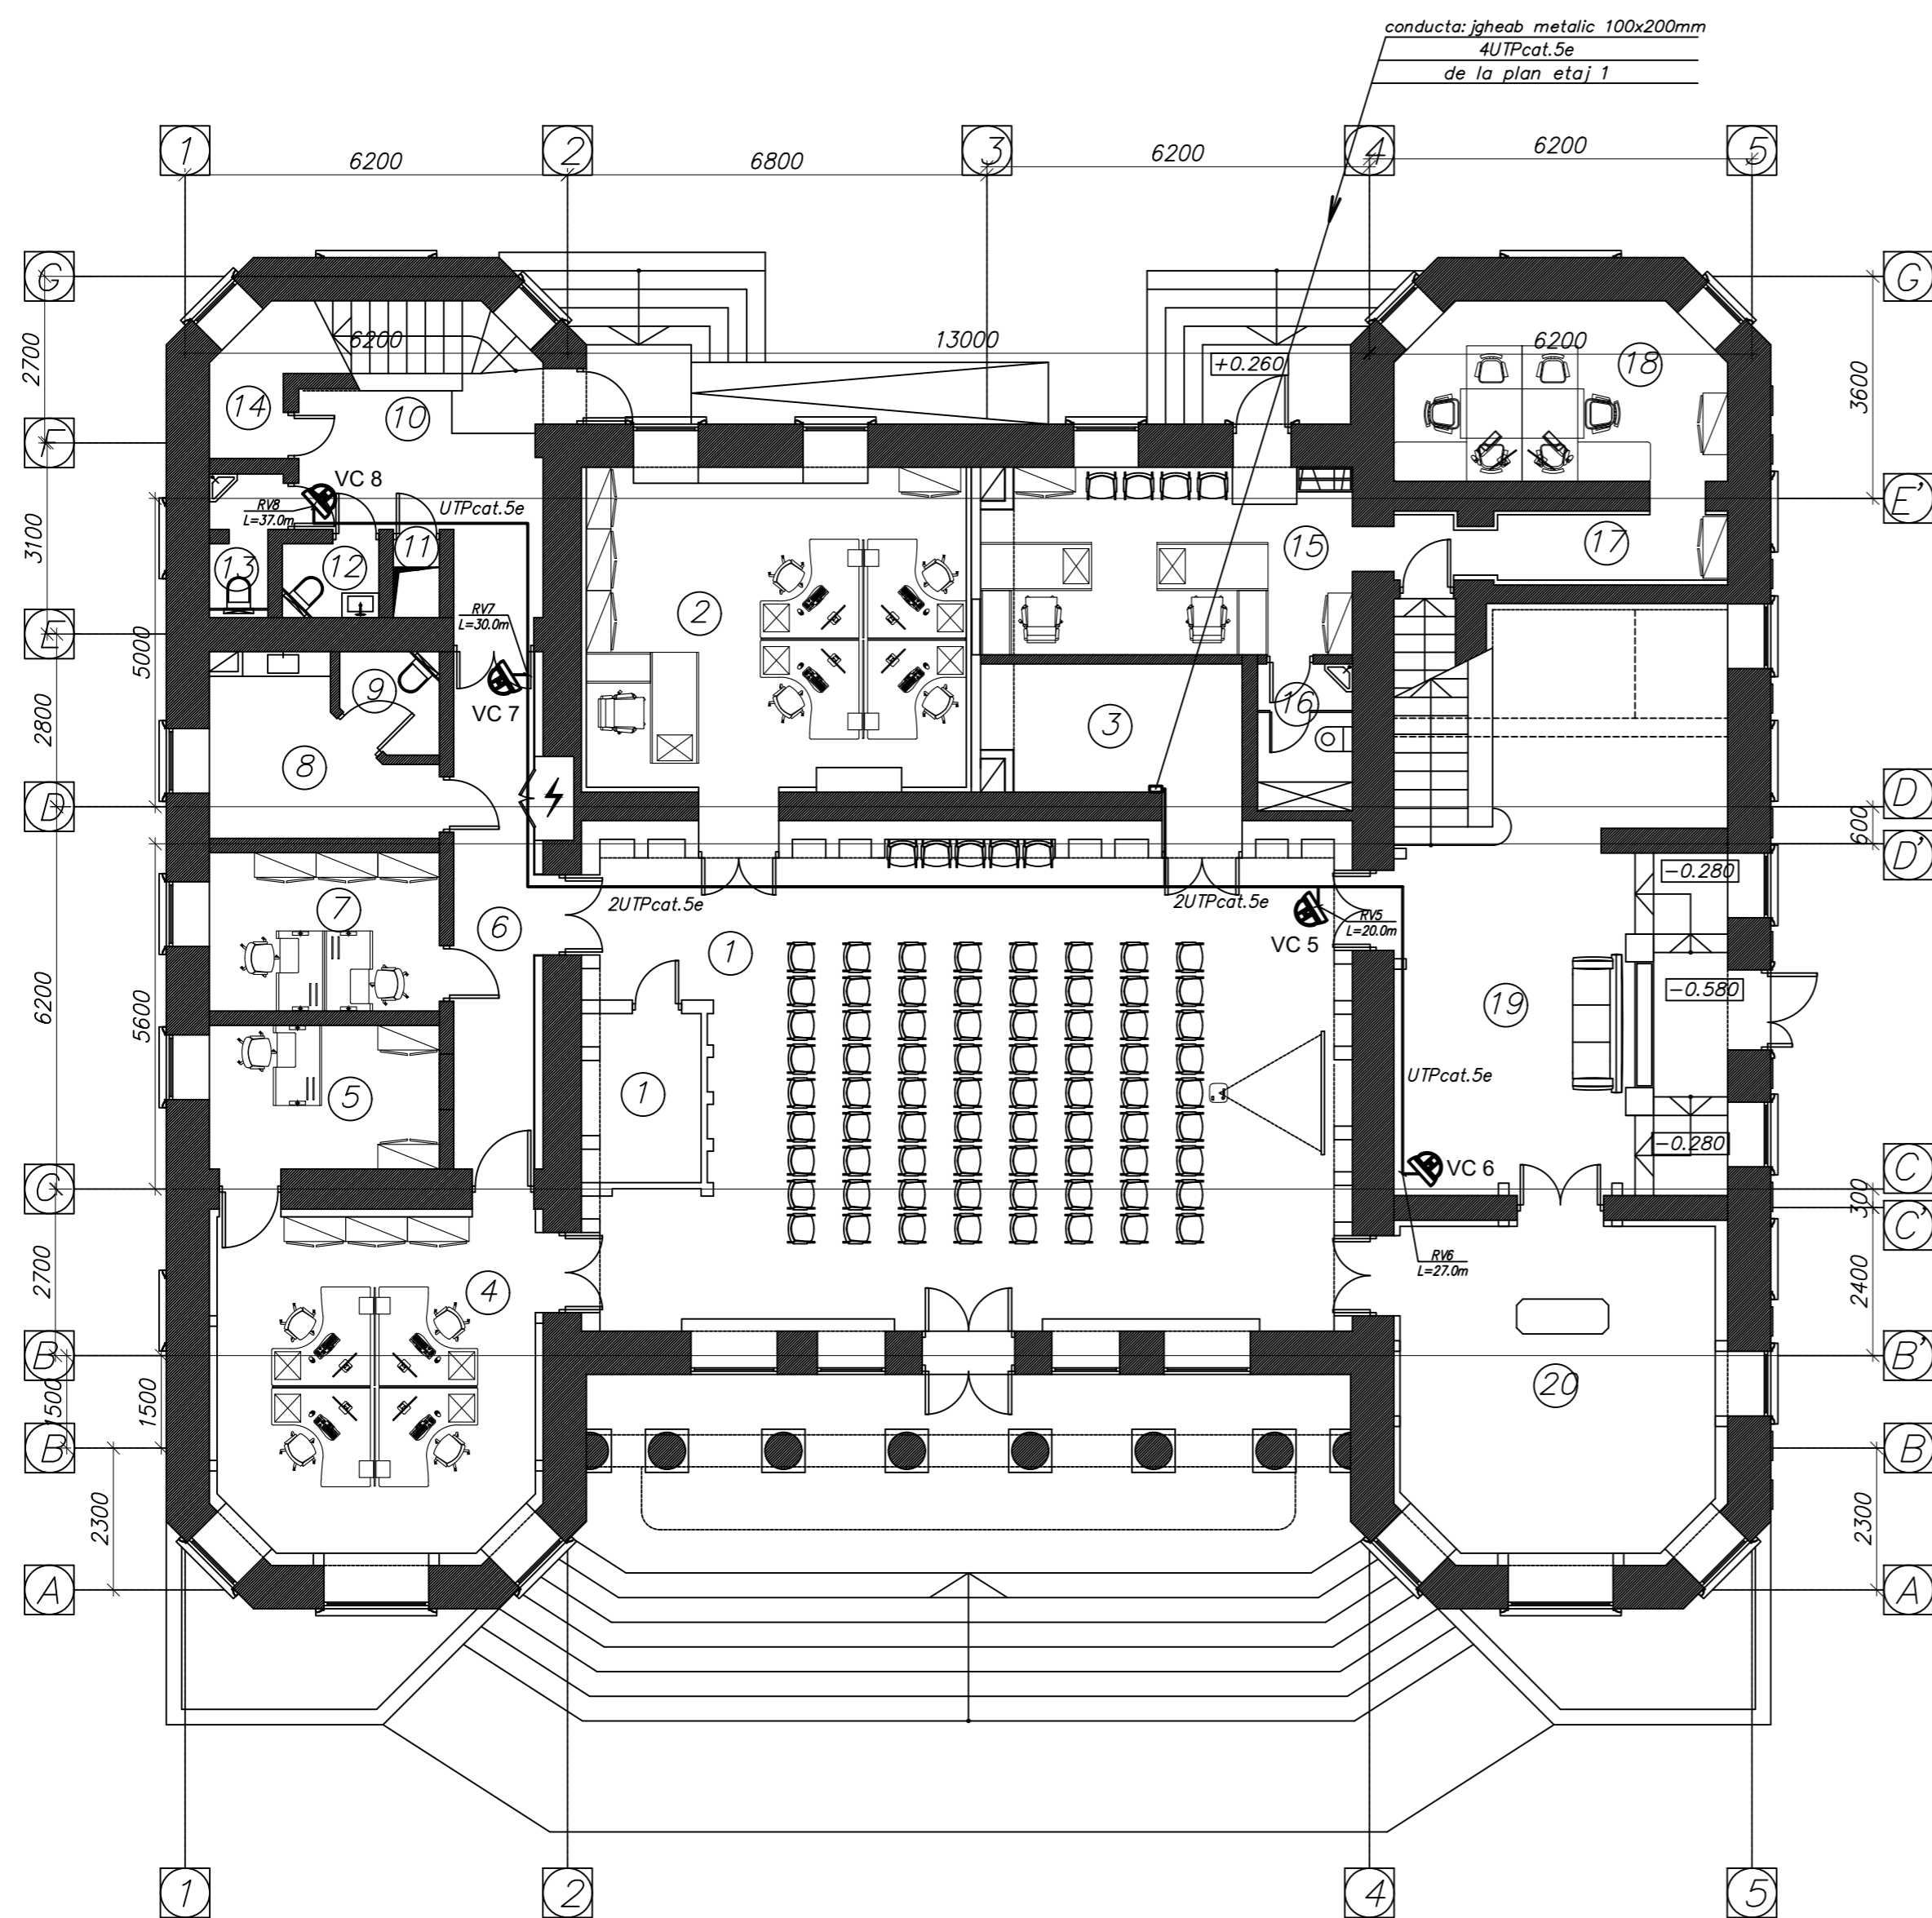 conducta: jgheab metalic 100x200mm
4UTPcat.5e
de la plan etaj 1
1
2
3
4
5
6200
6800
6200
6200
G
G
2700
6200
13000
+0.260
6200
18
3600
14
10
F
VC 8
RV8
L=37.0m
UTPcat.5e
E'
3100
13
12
11
15
17
2
RV7
L=30.0m
E
5000
9
VC 7
16
2800
8
3
D
D
600
D'
-0.280
7
6
2UTPcat.5e
2UTPcat.5e
RV5
L=20.0m
VC 5
1
6200
5600
19
-0.580
5
1
UTPcat.5e
-0.280
VC 6
C
C
300
C'
RV6
L=27.0m
2700
4
2400
B'
B'
20
1500
1500
B
B
2300
2300
A
A
1
2
4
5